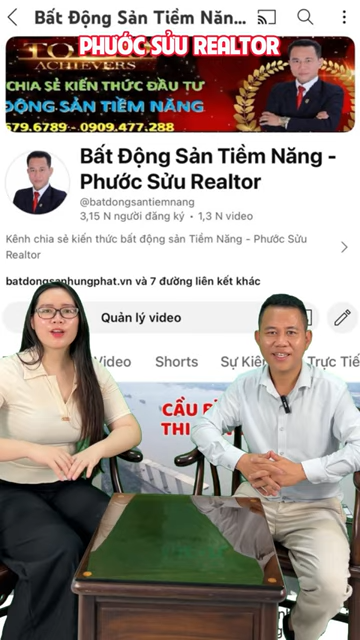 Bất Động Sản Tiềm Năn...
PHƯỚC SỬU REALTOR
ACHIEVERS
CHIA SẺ KIẾN THỨC ĐẦU TƯ
ĐỘNG SẢN TIỀM NĂNG
679.6789 - 0909.477.288
Bất Động Sản Tiềm Năng -
Phước Sửu Realtor
@batdongsantiemnang
3,15 N người đăng ký • 1,3 N video
Kênh chia sẻ kiến thức bất động sản Tiềm Năng - Phước Sửu
Realtor
batdongsanhungphat.vn và 7 đường liên kết khác
Quản lý video
Video Shorts Sự Kiệ Trực Tiế
CẦU